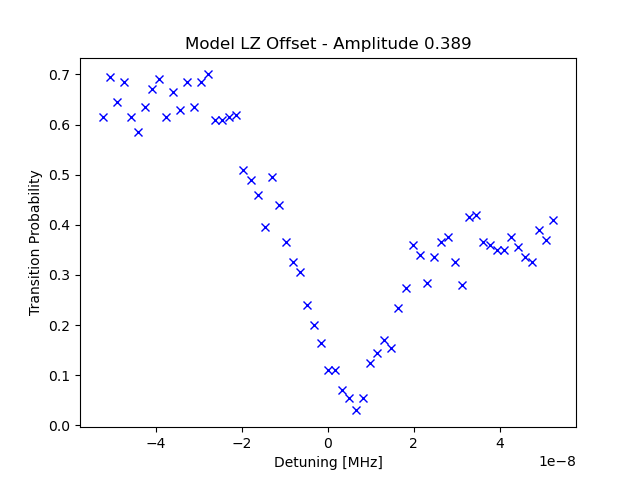 Model LZ Offset - Amplitude 0.389
Transition Probability
0.7
0.6
0.5
0.4
0.3
0.2
0.1
0.0
−4 −2 0 2 4
1e−8
Detuning [MHz]